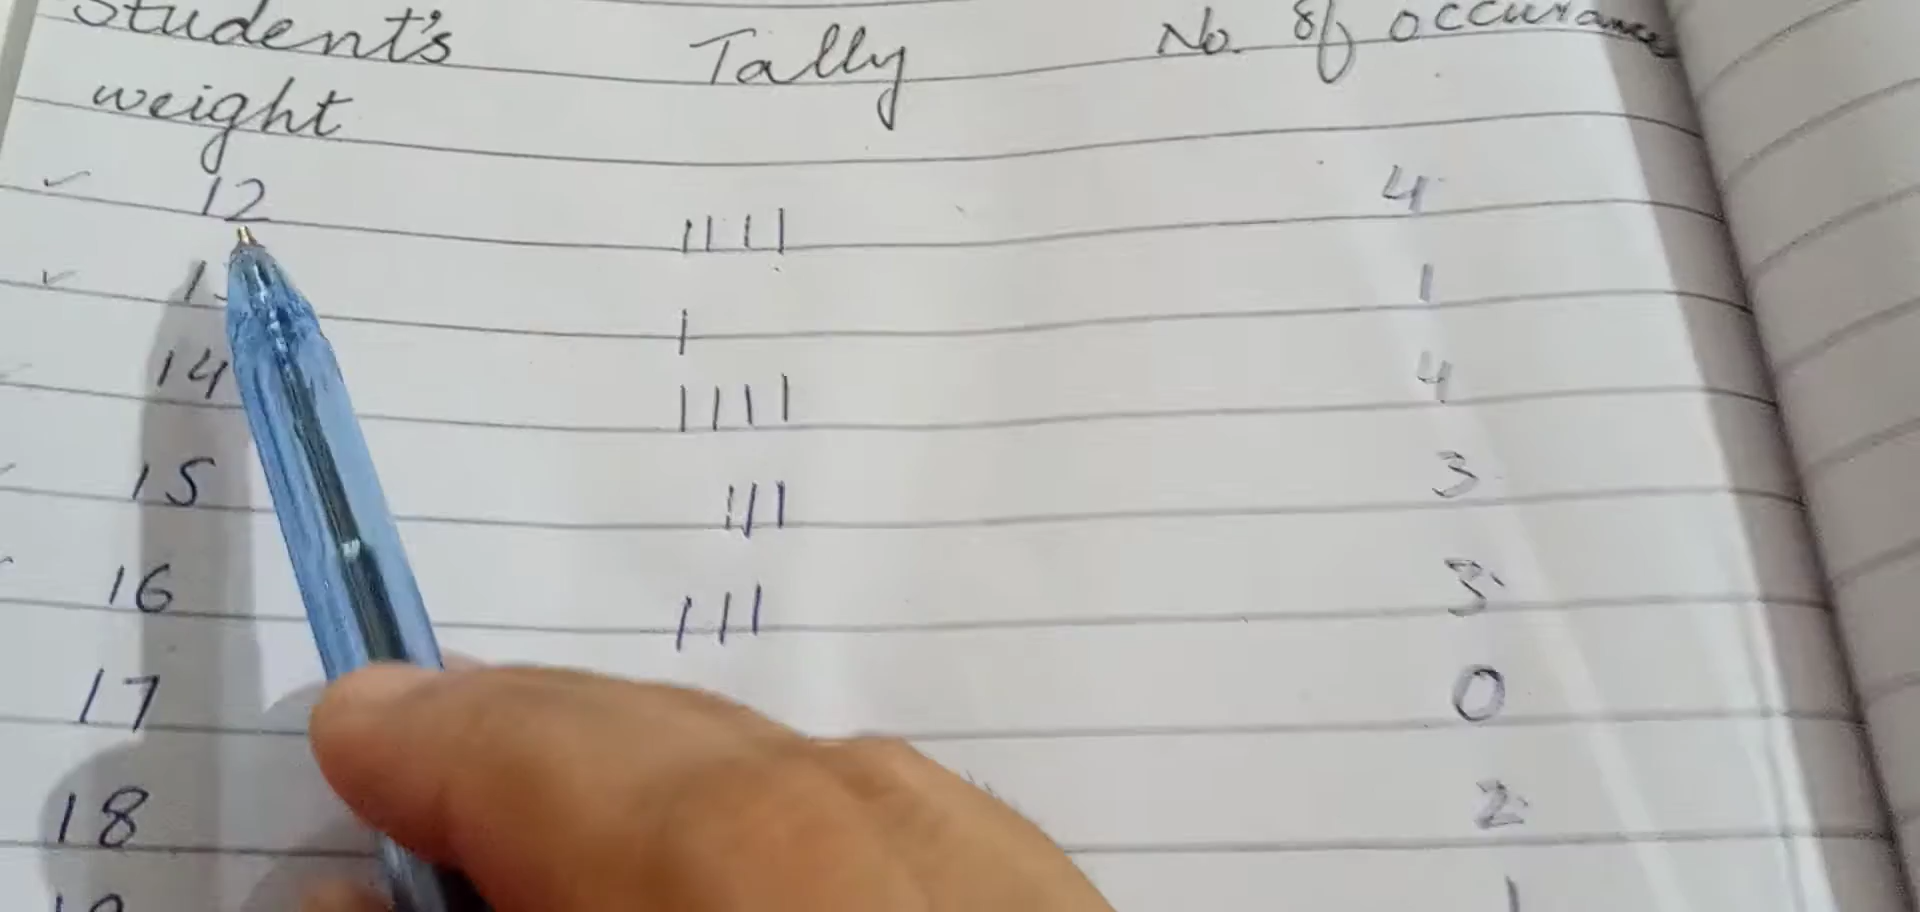 Student's Tally No. of occurance
weight
12 |||| 4
| 1
14 |||| 4
15 ||| 3
16 ||| 3
17 0
18 2
1